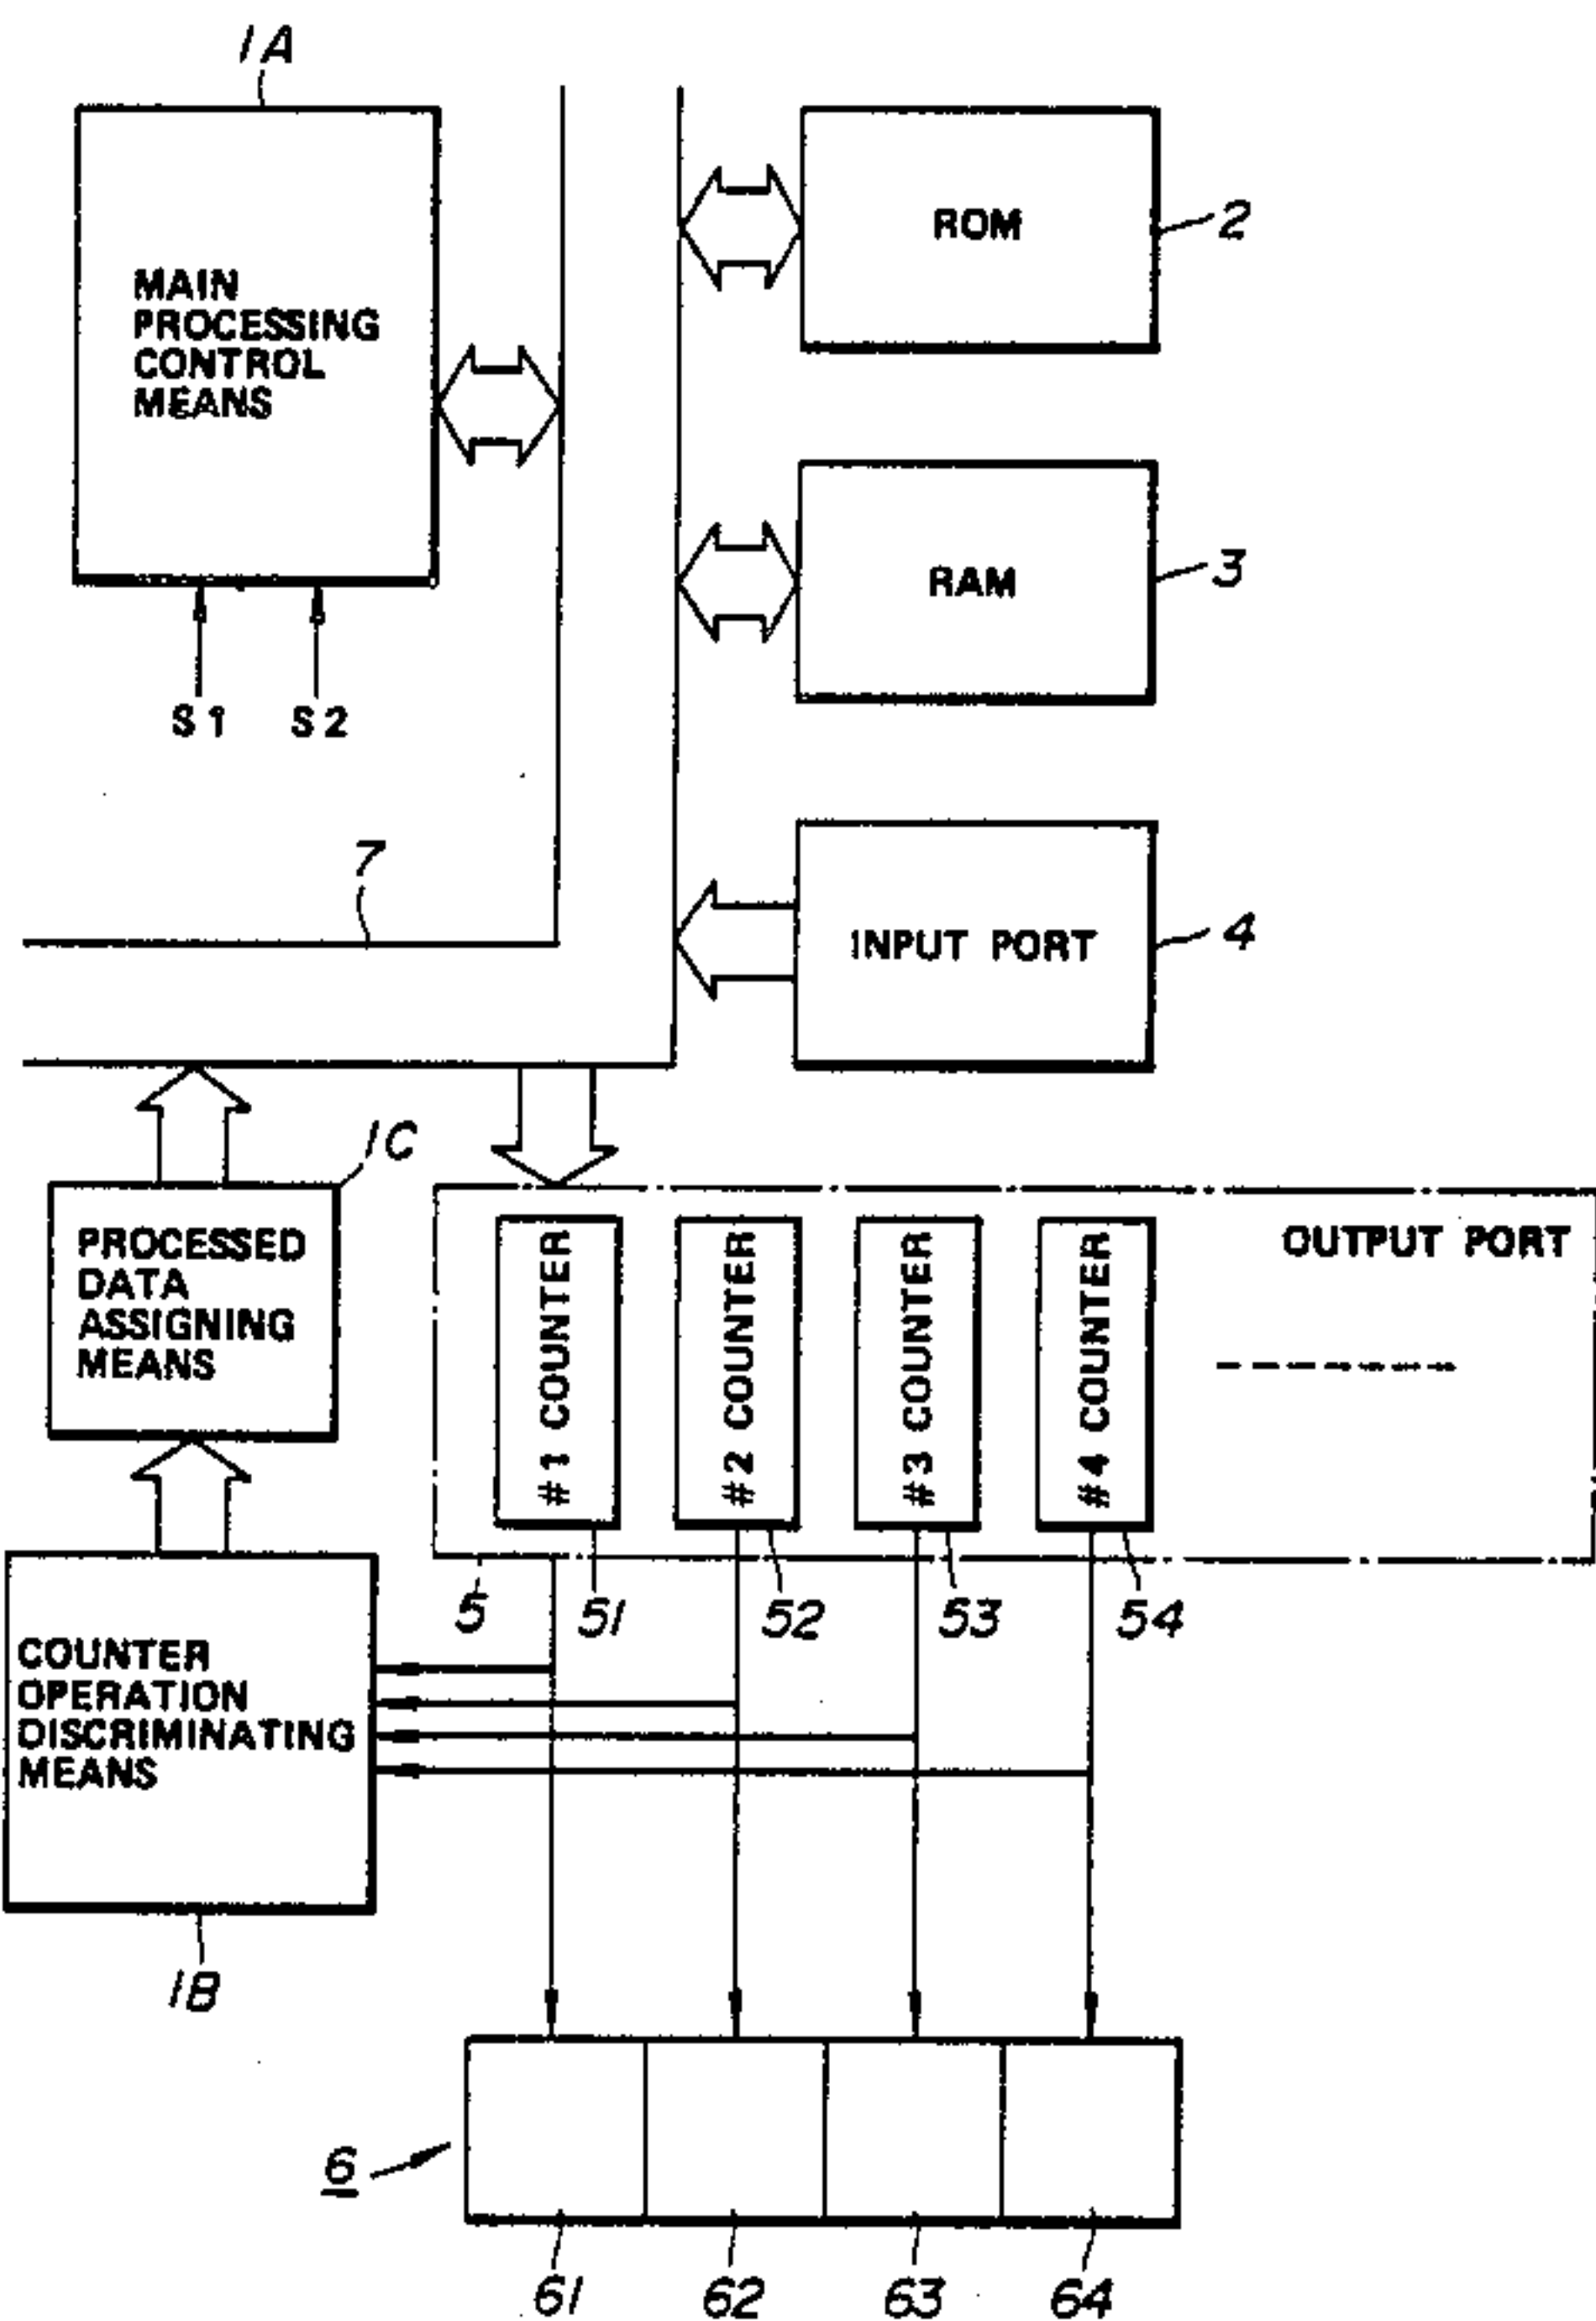 1A
MAIN
PROCESSING
CONTROL
MEANS
S1 S2
ROM
2
RAM
3
7
INPUT PORT
4
1C
PROCESSED
DATA
ASSIGNING
MEANS
#1 COUNTER
#2 COUNTER
#3 COUNTER
#4 COUNTER
OUTPUT PORT
5
51
52
53
54
COUNTER
OPERATION
DISCRIMINATING
MEANS
1B
6
61
62
63
64